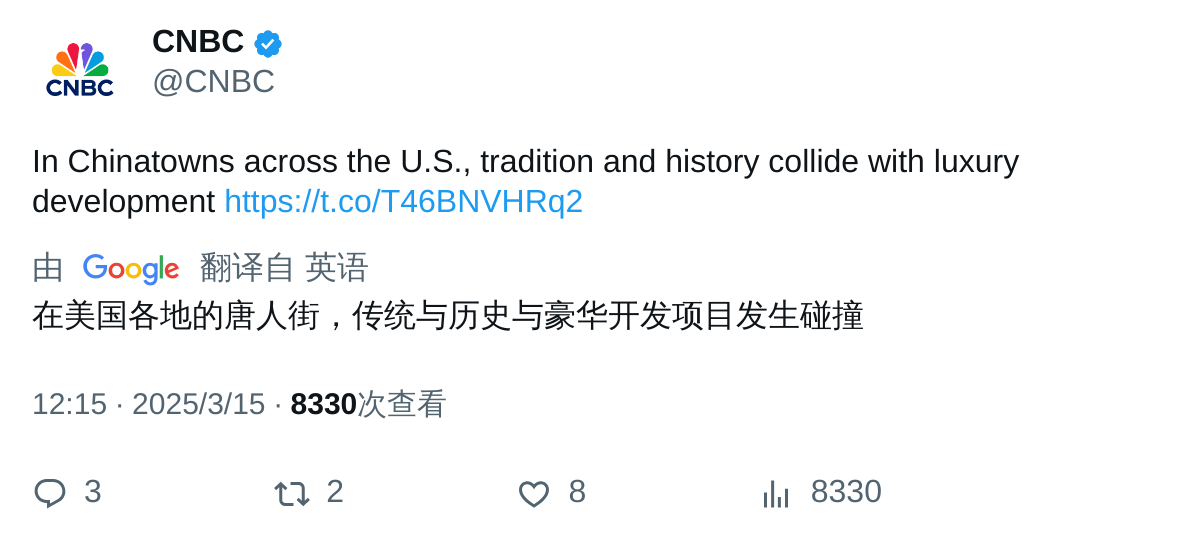 CNBC
CNBC
@CNBC
In Chinatowns across the U.S., tradition and history collide with luxury
development https://t.co/T46BNVHRq2
由 Google 翻译自 英语
在美国各地的唐人街，传统与历史与豪华开发项目发生碰撞
12:15 · 2025/3/15 · 8330次查看
3 2 8 8330